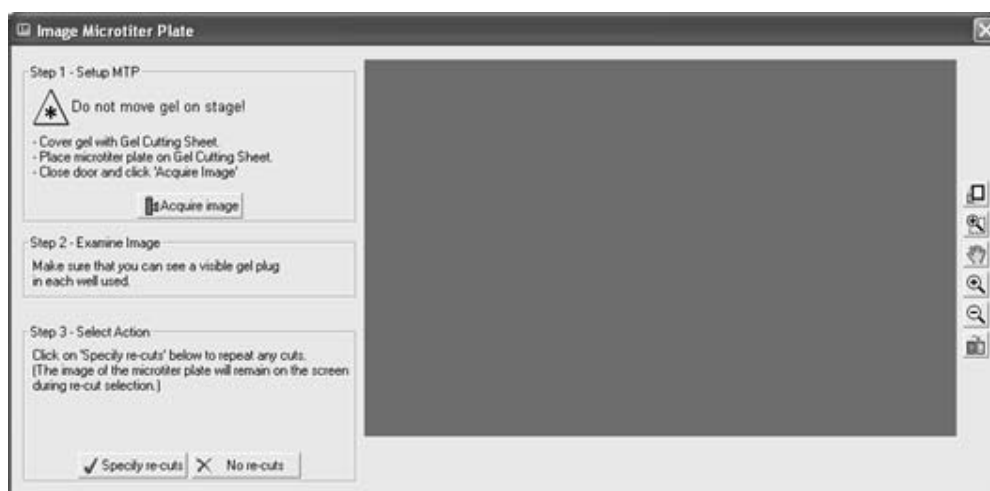 Image Microtiter Plate
Step 1 - Setup MTP
Do not move gel on stage!
- Cover gel with Gel Cutting Sheet.
- Place microtiter plate on Gel Cutting Sheet.
- Close door and click 'Acquire Image'
Acquire image
Step 2 - Examine Image
Make sure that you can see a visible gel plug
in each well used.
Step 3 - Select Action
Click on 'Specify re-cuts' below to repeat any cuts.
(The image of the microtiter plate will remain on the screen
during re-cut selection.)
Specify re-cuts
No re-cuts